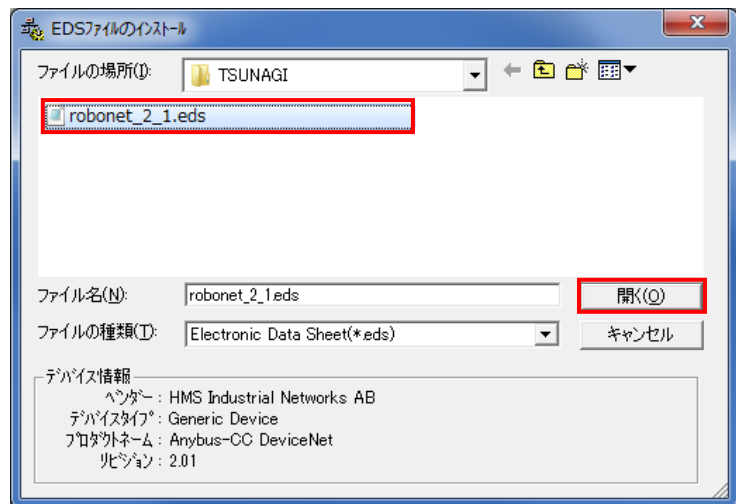 EDSﾌｧｲﾙのｲﾝｽﾄｰﾙ
ファイルの場所(I):
TSUNAGI
robonet_2_1.eds
ファイル名(N):
robonet_2_1.eds
開く(O)
ファイルの種類(T):
Electronic Data Sheet(*.eds)
キャンセル
ﾃﾞﾊﾞｲｽ情報
ﾍﾞﾝﾀﾞｰ : HMS Industrial Networks AB
ﾃﾞﾊﾞｲｽﾀｲﾌﾟ : Generic Device
ﾌﾟﾛﾀﾞｸﾄﾈｰﾑ : Anybus-CC DeviceNet
ﾘﾋﾞｼﾞｮﾝ : 2.01